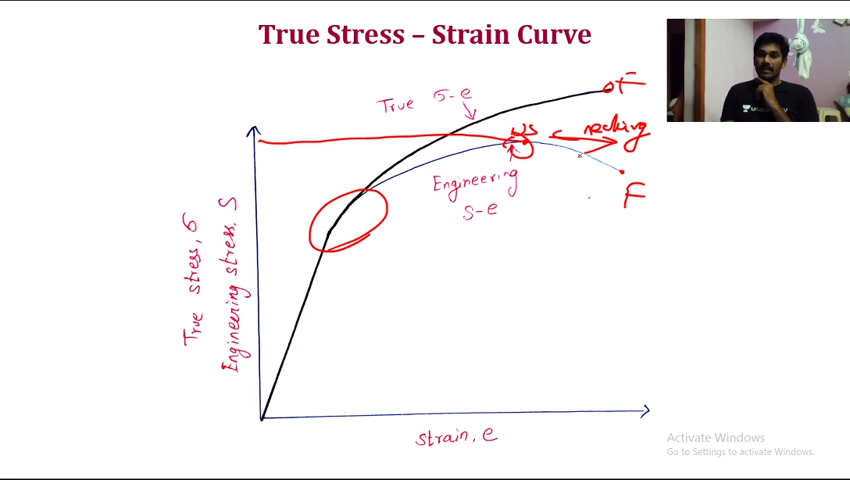 True Stress – Strain Curve
True σ-e
F
US
necking
Engineering
S-e
F
True stress, σ
Engineering stress, S
strain, e
Activate Windows
Go to Settings to activate Windows.